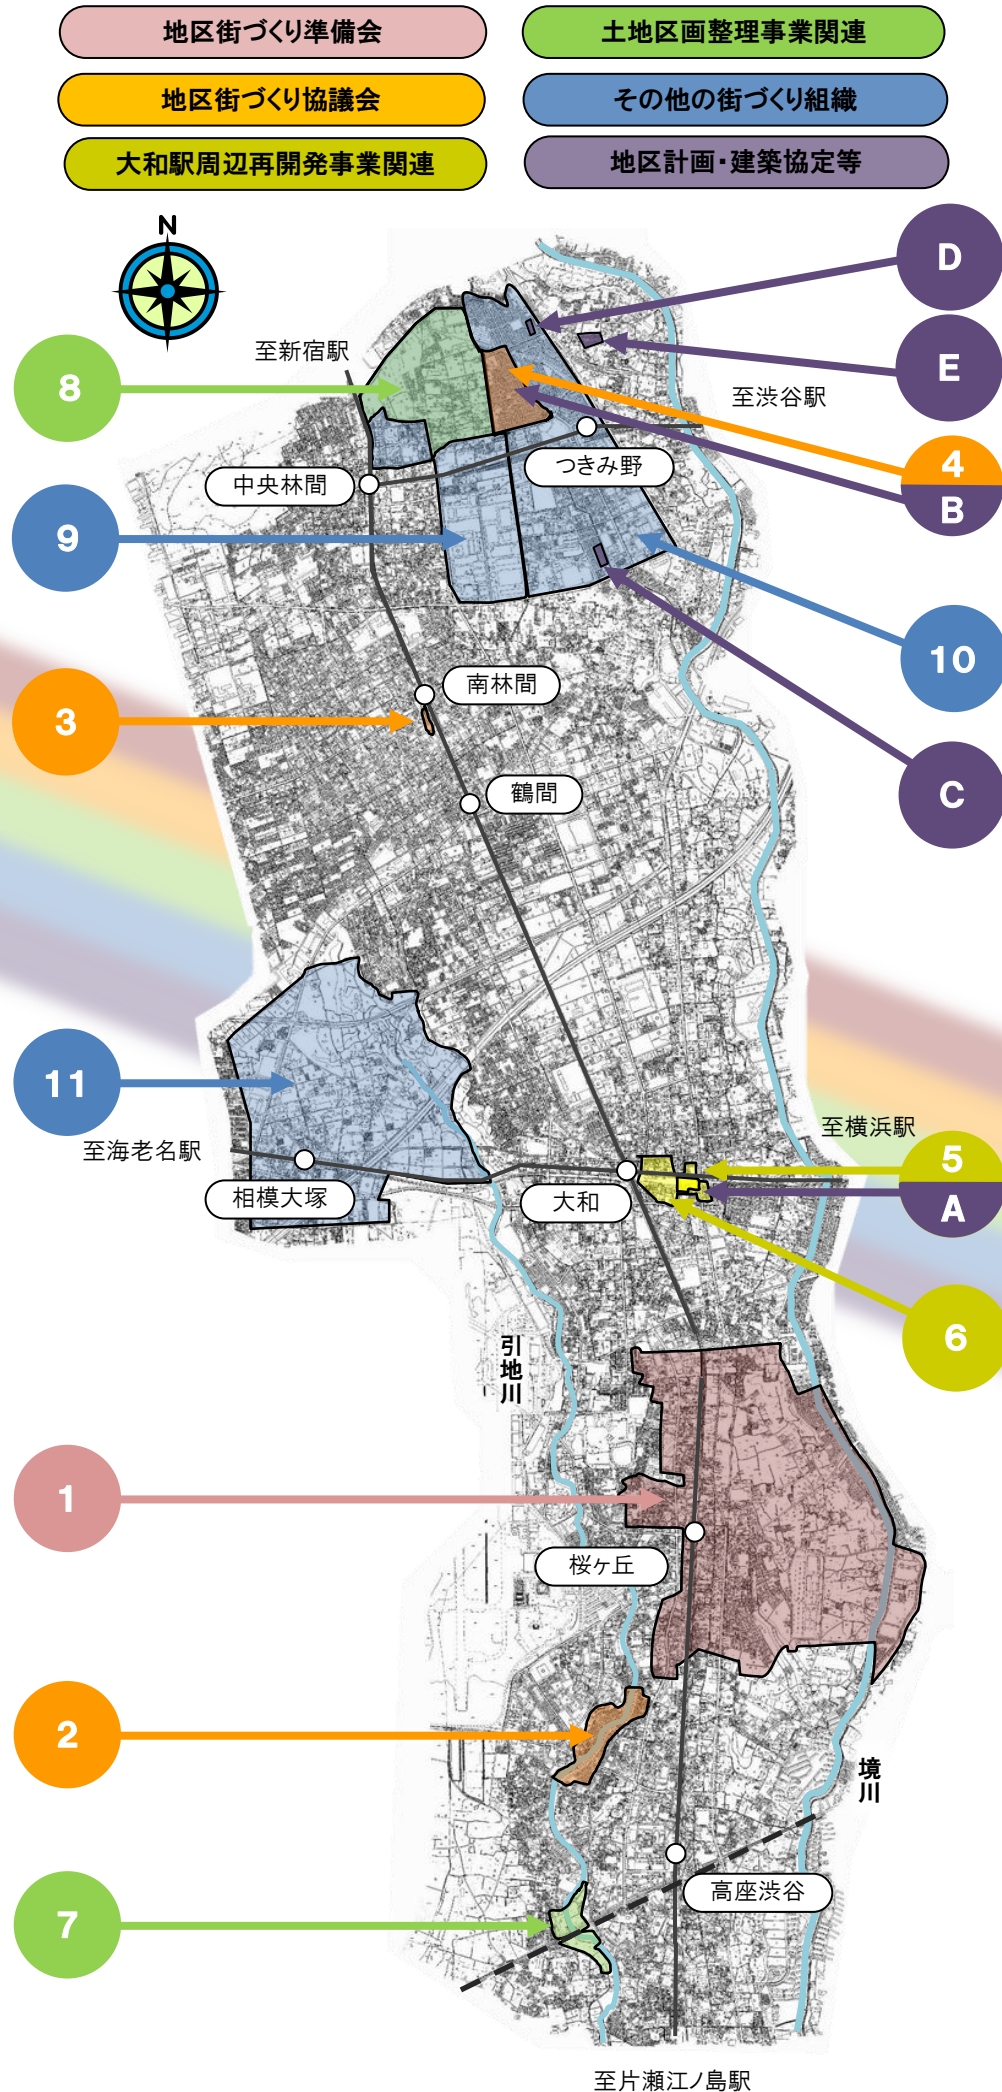 地区街づくり準備会
土地区画整理事業関連
地区街づくり協議会
その他の街づくり組織
大和駅周辺再開発事業関連
地区計画・建築協定等
N
D
至新宿駅
E
8
至渋谷駅
4
つきみ野
中央林間
B
9
10
南林間
3
鶴間
C
11
至横浜駅
至海老名駅
5
相模大塚
大和
A
6
引地川
1
桜ヶ丘
2
境川
高座渋谷
7
至片瀬江ノ島駅